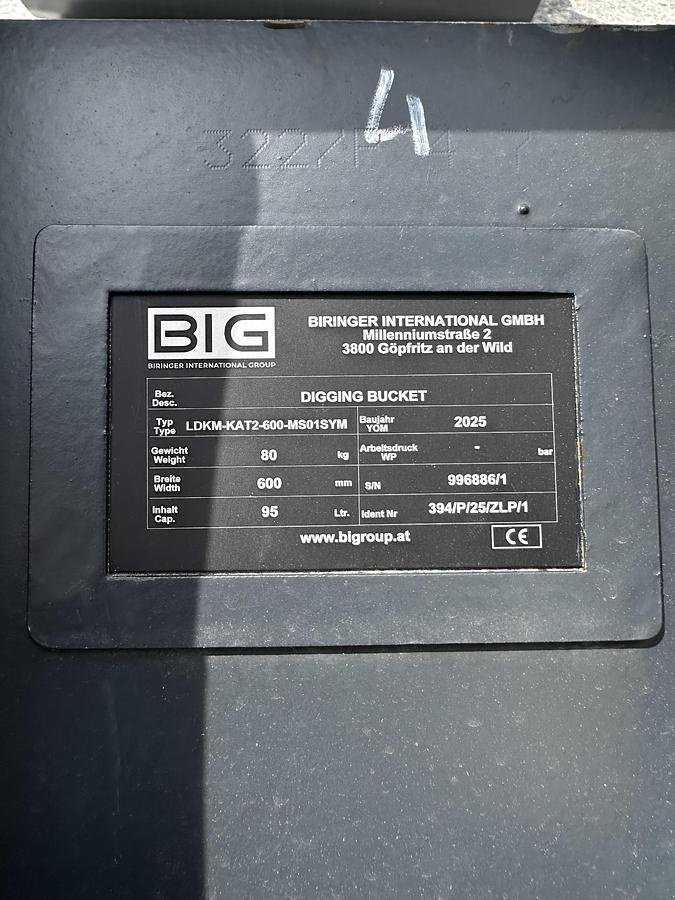 4
BIG
BIRINGER INTERNATIONAL GROUP
BIRINGER INTERNATIONAL GMBH
Millenniumstraße 2
3800 Göpfritz an der Wild
Bez. Desc. DIGGING BUCKET
Typ Type LDKM-KAT2-600-MS01SYM Baujahr YOM 2025
Gewicht Weight 80 kg Arbeitsdruck WP - bar
Breite Width 600 mm S/N 996886/1
Inhalt Cap. 95 Ltr. Ident Nr 394/P/25/ZLP/1
www.bigroup.at CE